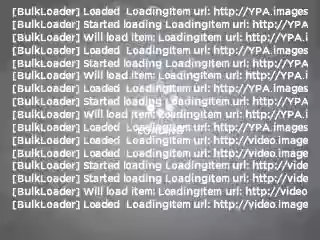 [BulkLoader] Loaded LoadingItem url: http://YPA.images
[BulkLoader] Started loading LoadingItem url: http://YPA
[BulkLoader] Will load item: LoadingItem url: http://YPA.i
[BulkLoader] Loaded LoadingItem url: http://YPA.images
[BulkLoader] Started loading LoadingItem url: http://YPA
[BulkLoader] Will load item: LoadingItem url: http://YPA.i
[BulkLoader] Loaded LoadingItem url: http://YPA.images
[BulkLoader] Started loading LoadingItem url: http://YPA
[BulkLoader] Will load item: LoadingItem url: http://YPA.i
[BulkLoader] Loaded LoadingItem url: http://YPA.images
LOADING
[BulkLoader] Loaded LoadingItem url: http://video.image
[BulkLoader] Started loading LoadingItem url: http://video
[BulkLoader] Started loading LoadingItem url: http://video
[BulkLoader] Started loading LoadingItem url: http://video
[BulkLoader] Will load item: LoadingItem url: http://video
[BulkLoader] Loaded LoadingItem url: http://video.image